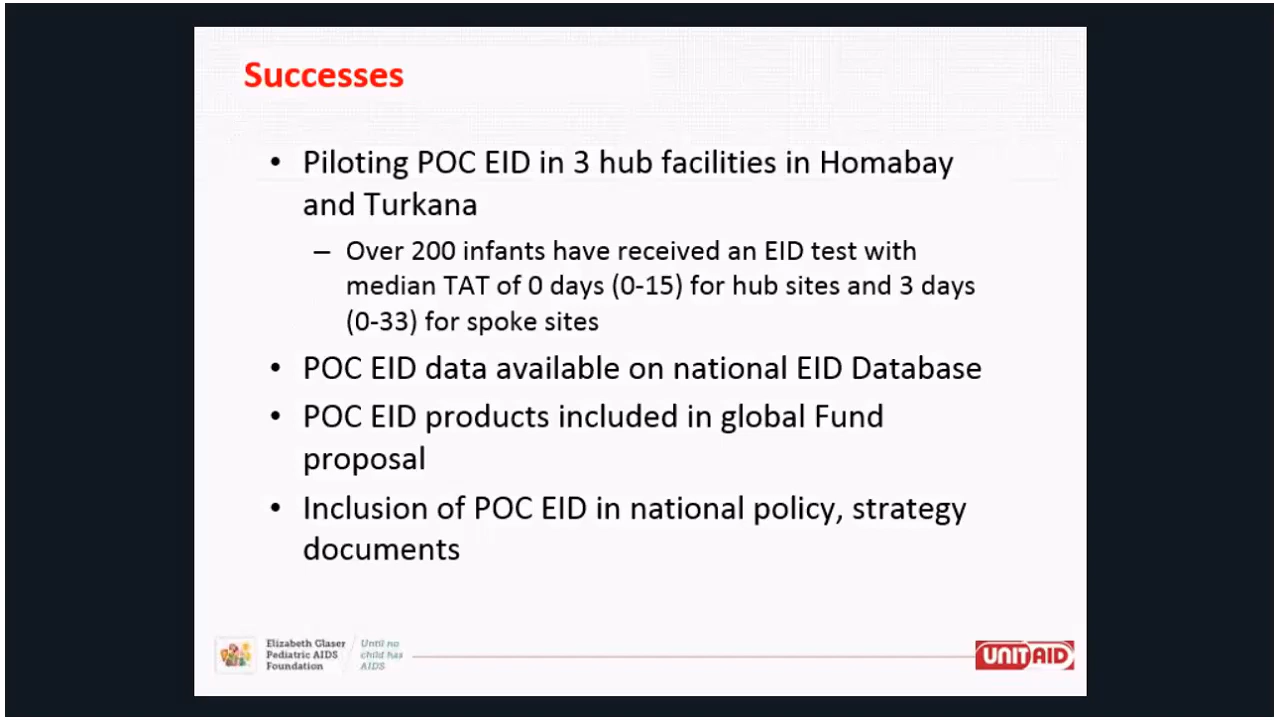 Successes
• Piloting POC EID in 3 hub facilities in Homabay
and Turkana
– Over 200 infants have received an EID test with
median TAT of 0 days (0-15) for hub sites and 3 days
(0-33) for spoke sites
• POC EID data available on national EID Database
• POC EID products included in global Fund
proposal
• Inclusion of POC EID in national policy, strategy
documents
Elizabeth Glaser
Pediatric AIDS
Foundation
Until no
child has
AIDS
UNITAID